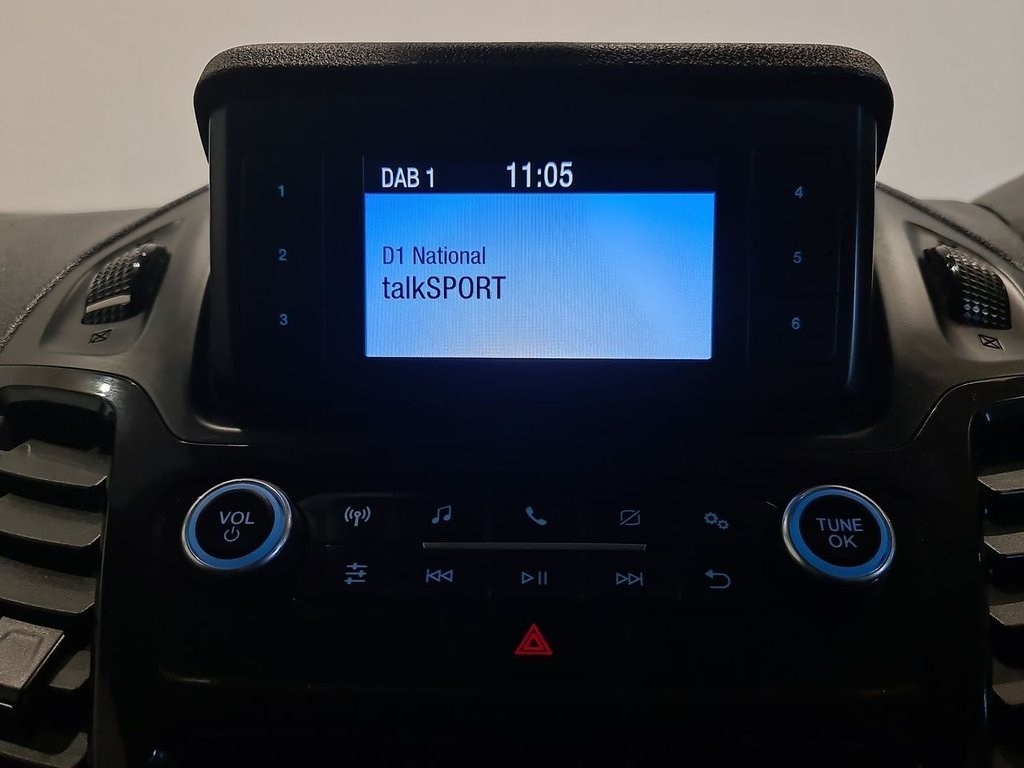 DAB 1 11:05
1
2
3
D1 National
talkSPORT
4
5
6
VOL
TUNE
OK